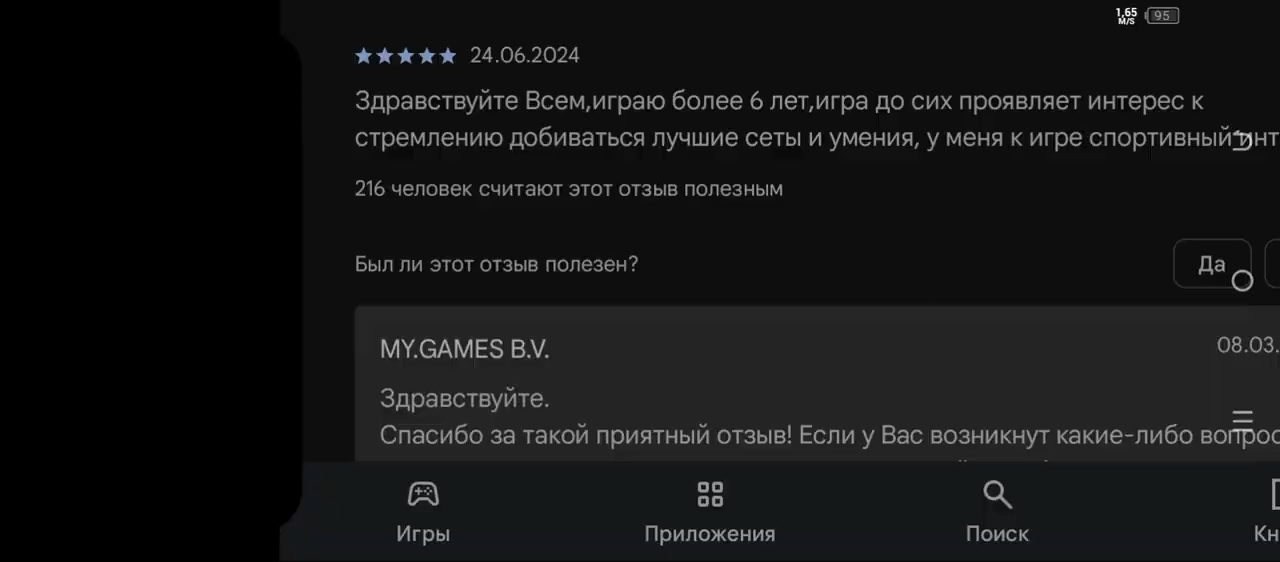 1,65
M/S
95
24.06.2024
Здравствуйте Всем,играю более 6 лет,игра до сих проявляет интерес к
стремлению добиваться лучшие сеты и умения, у меня к игре спортивный
216 человек считают этот отзыв полезным
Был ли этот отзыв полезен?
Да
MY.GAMES B.V.
08.03.
Здравствуйте.
Спасибо за такой приятный отзыв! Если у Вас возникнут какие-либо
Игры
Приложения
Поиск